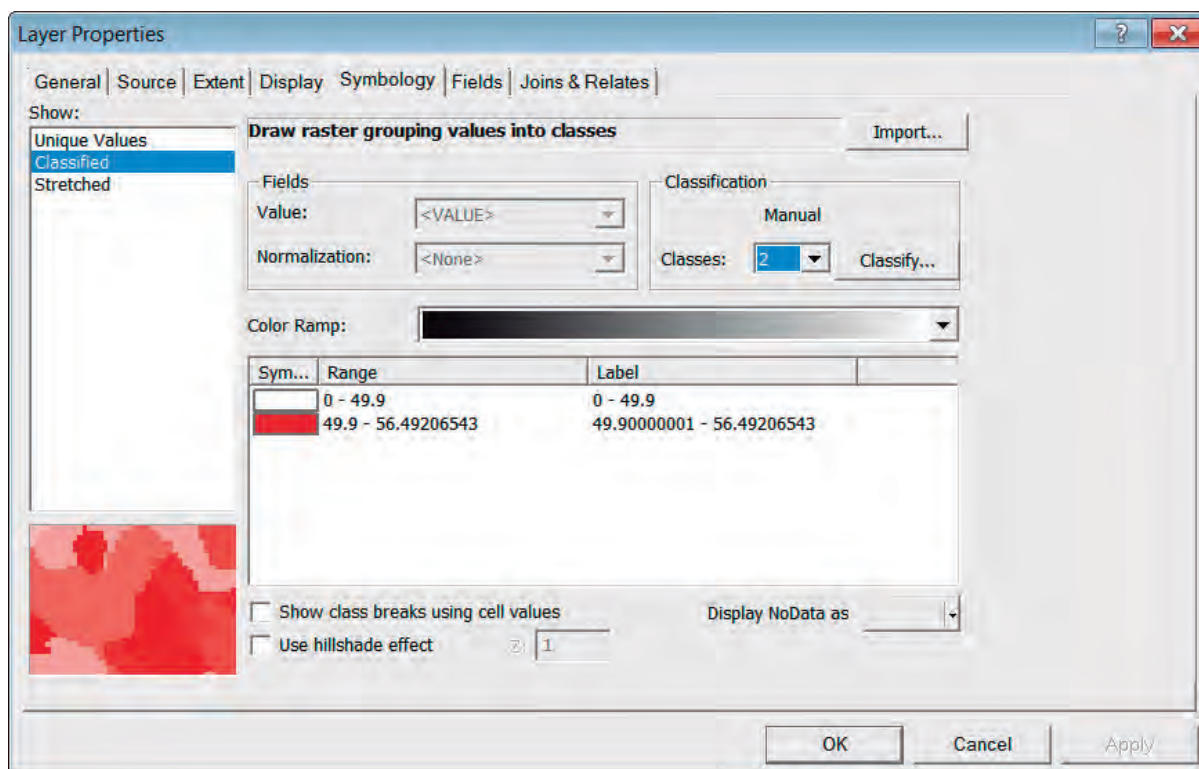 Layer Properties
?
General Source Extent Display Symbology Fields Joins & Relates
Show:
Unique Values
Classified
Stretched
Draw raster grouping values into classes
Import...
Fields
Value: <VALUE>
Normalization: <None>
Classification
Manual
Classes: 2 Classify...
Color Ramp:
Sym... Range Label
0 - 49.9 0 - 49.9
49.9 - 56.49206543 49.90000001 - 56.49206543
Show class breaks using cell values
Display NoData as
Use hillshade effect Z: 1
OK Cancel Apply